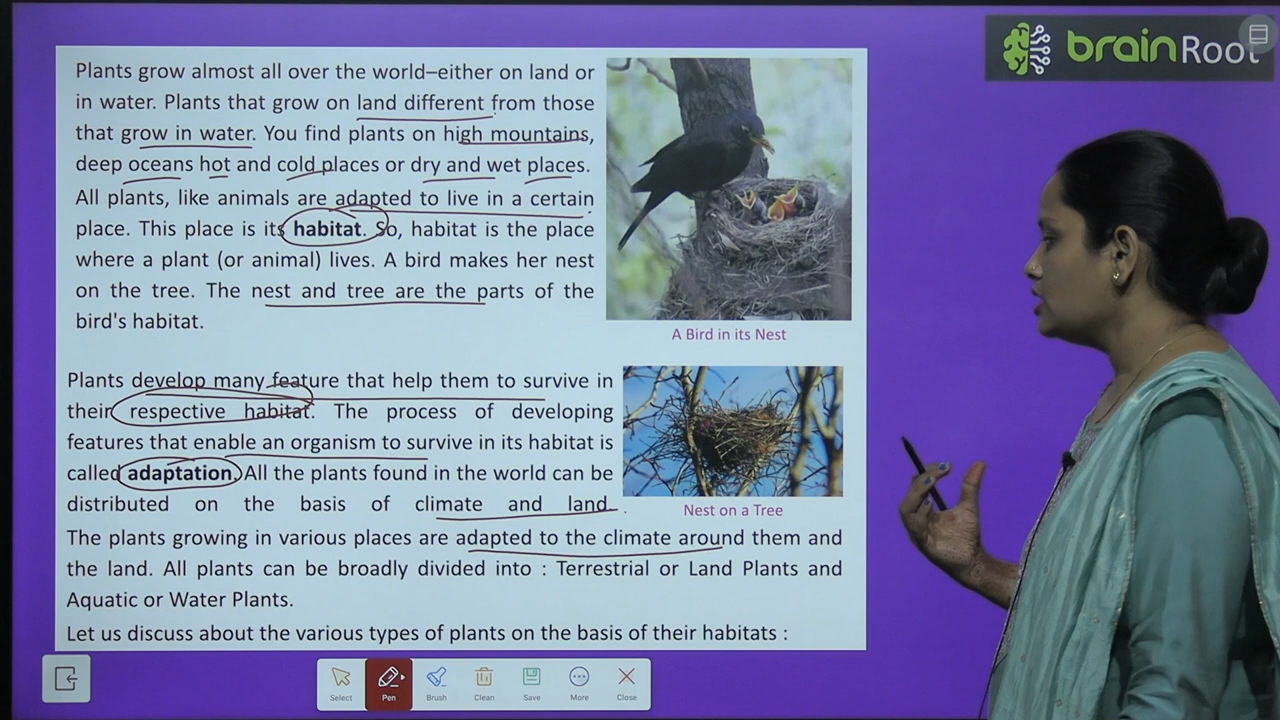 brainRoot
Plants grow almost all over the world–either on land or
in water. Plants that grow on land different from those
that grow in water. You find plants on high mountains,
deep oceans hot and cold places or dry and wet places.
All plants, like animals are adapted to live in a certain
place. This place is its habitat. So, habitat is the place
where a plant (or animal) lives. A bird makes her nest
on the tree. The nest and tree are the parts of the
bird's habitat.
A Bird in its Nest
Plants develop many feature that help them to survive in
their respective habitat. The process of developing
features that enable an organism to survive in its habitat is
called adaptation. All the plants found in the world can be
distributed on the basis of climate and land.
Nest on a Tree
The plants growing in various places are adapted to the climate around them and
the land. All plants can be broadly divided into : Terrestrial or Land Plants and
Aquatic or Water Plants.
Let us discuss about the various types of plants on the basis of their habitats :
Select Pen Brush Clean Save More Close